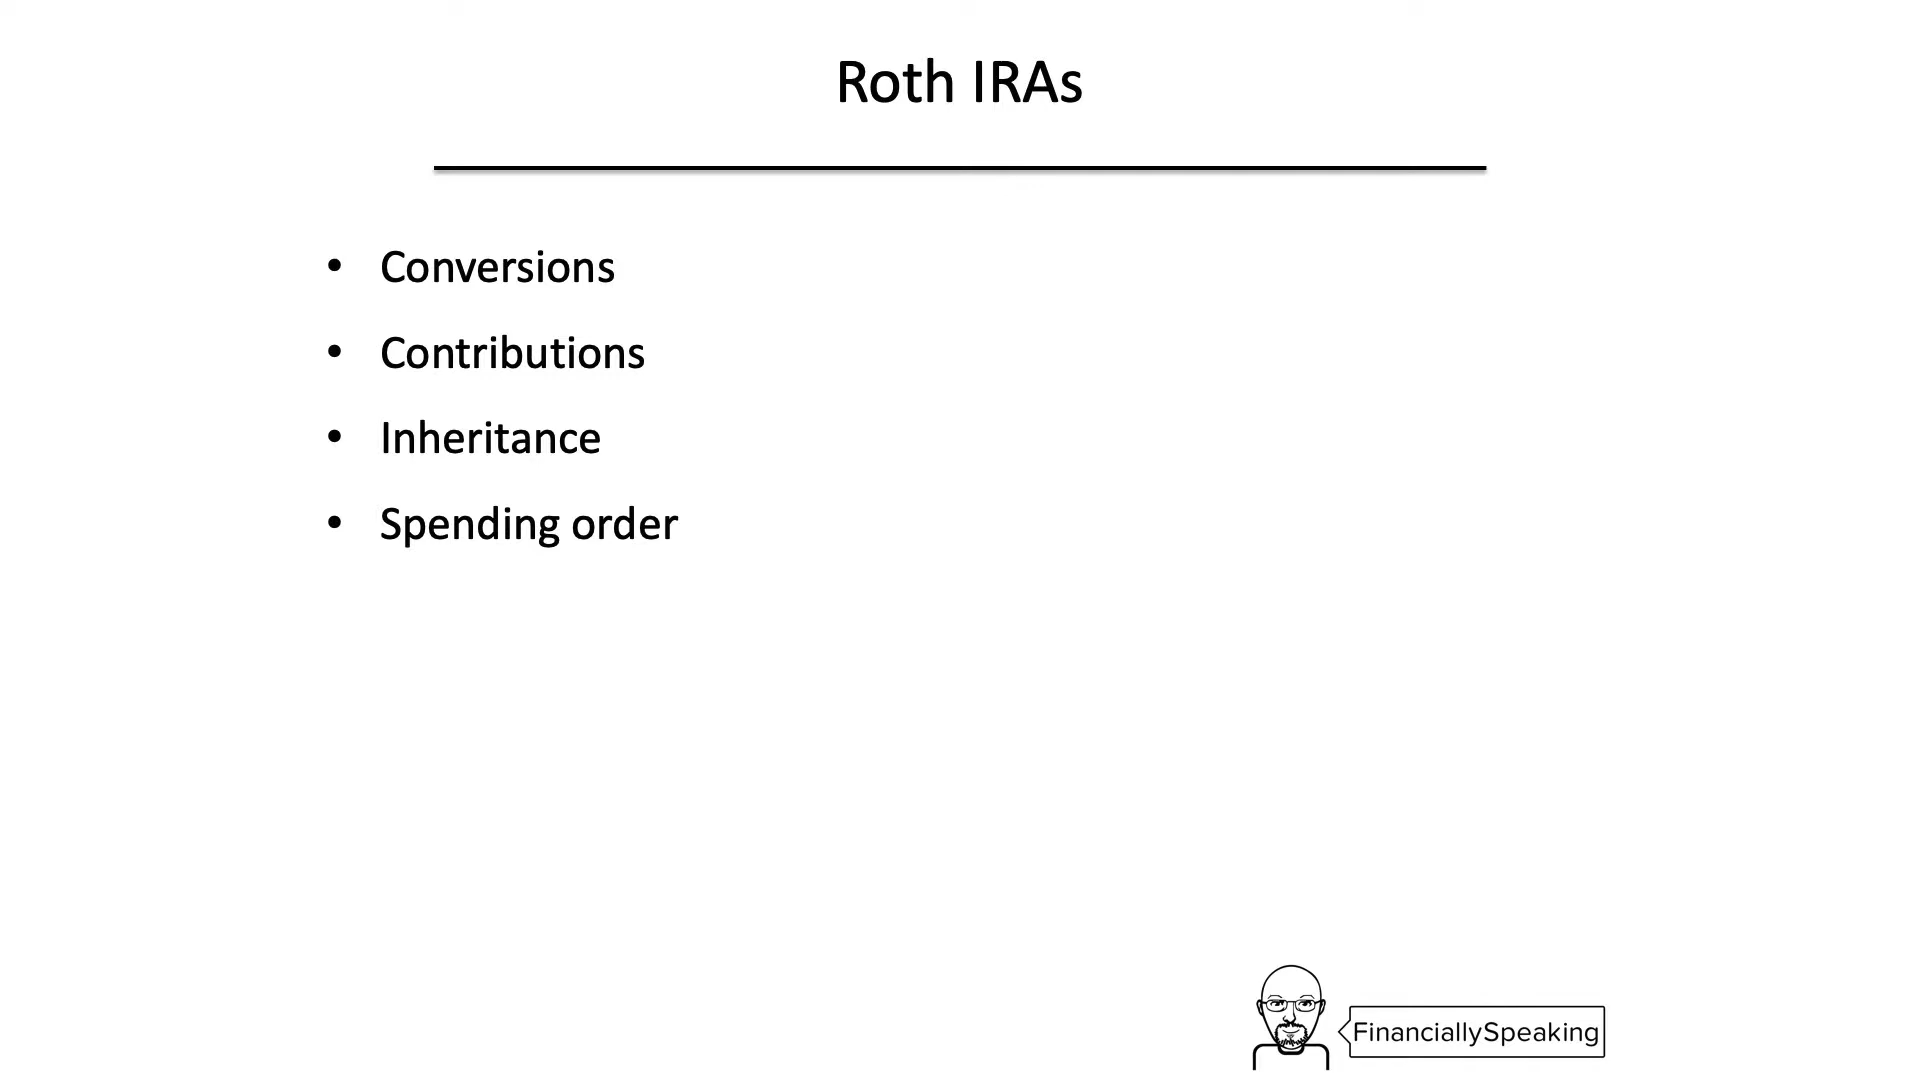 Roth IRAs
• Conversions
• Contributions
• Inheritance
• Spending order
FinanciallySpeaking